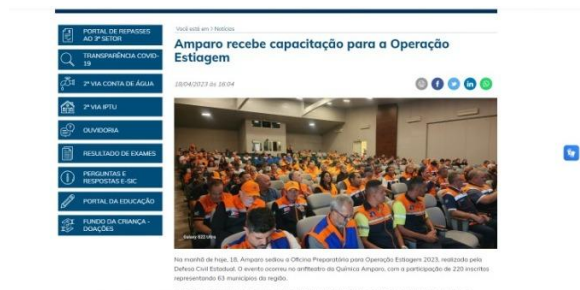 PORTAL DE REPASSES
AO 3º SETOR
TRANSPARÊNCIA COVID-
19
2ª VIA CONTA DE ÁGUA
2ª VIA IPTU
OUVIDORIA
RESULTADO DE EXAMES
PERGUNTAS E
RESPOSTAS E-SIC
PORTAL DA EDUCAÇÃO
FUNDO DA CRIANÇA -
DOAÇÕES
Você está em > Notícias
Amparo recebe capacitação para a Operação
Estiagem
18/04/2023 às 16:04
Galaxy S22 Ultra
Na manhã de hoje, 18, Amparo sediou a Oficina Preparatória para Operação Estiagem 2023, realizada pela
Defesa Civil Estadual. O evento ocorreu no anfiteatro da Química Amparo, com a participação de 220 inscritos
representando 63 municípios da região.